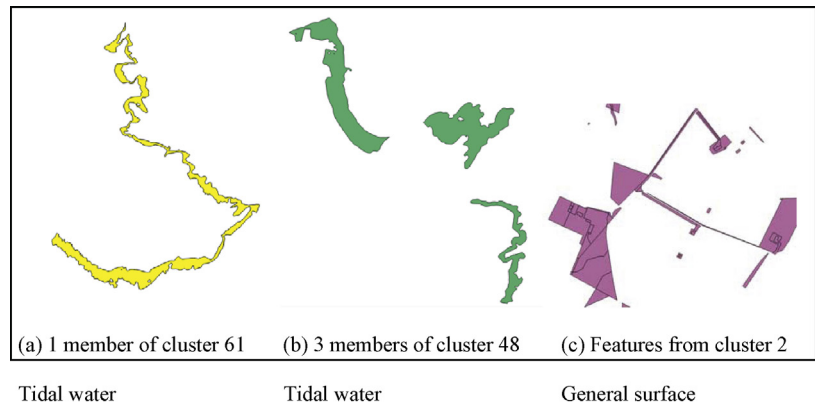 (a) 1 member of cluster 61 (b) 3 members of cluster 48 (c) Features from cluster 2
Tidal water Tidal water General surface